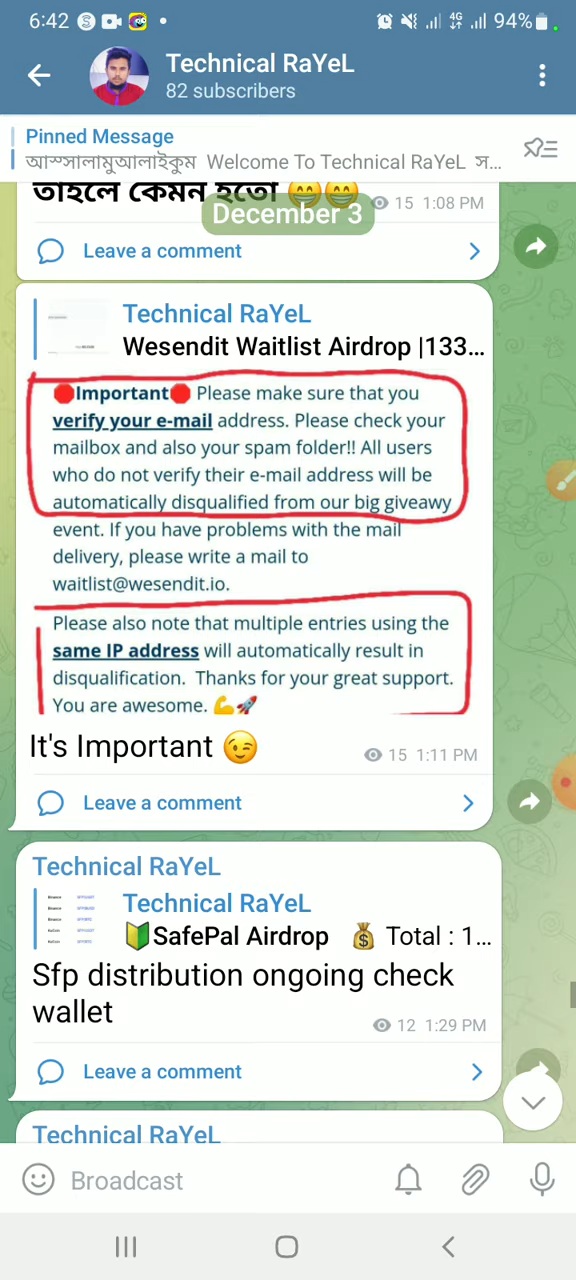 6:42
4G
94%
Technical RaYeL
82 subscribers
Pinned Message
আস্সালামুআলাইকুম Welcome To Technical RaYeL স...
তাহলে কেমন হতো 😁😁
15 1:08 PM
December 3
Leave a comment
Technical RaYeL
Wesendit Waitlist Airdrop |133...
🛑Important🛑 Please make sure that you
verify your e-mail address. Please check your
mailbox and also your spam folder!! All users
who do not verify their e-mail address will be
automatically disqualified from our big giveawy
event. If you have problems with the mail
delivery, please write a mail to
waitlist@wesendit.io.
Please also note that multiple entries using the
same IP address will automatically result in
disqualification. Thanks for your great support.
You are awesome. 💪🚀
It's Important 😉
15 1:11 PM
Leave a comment
Technical RaYeL
Technical RaYeL
🔰SafePal Airdrop 💰 Total : 1...
Sfp distribution ongoing check
wallet
12 1:29 PM
Leave a comment
Technical RaYeL
Broadcast